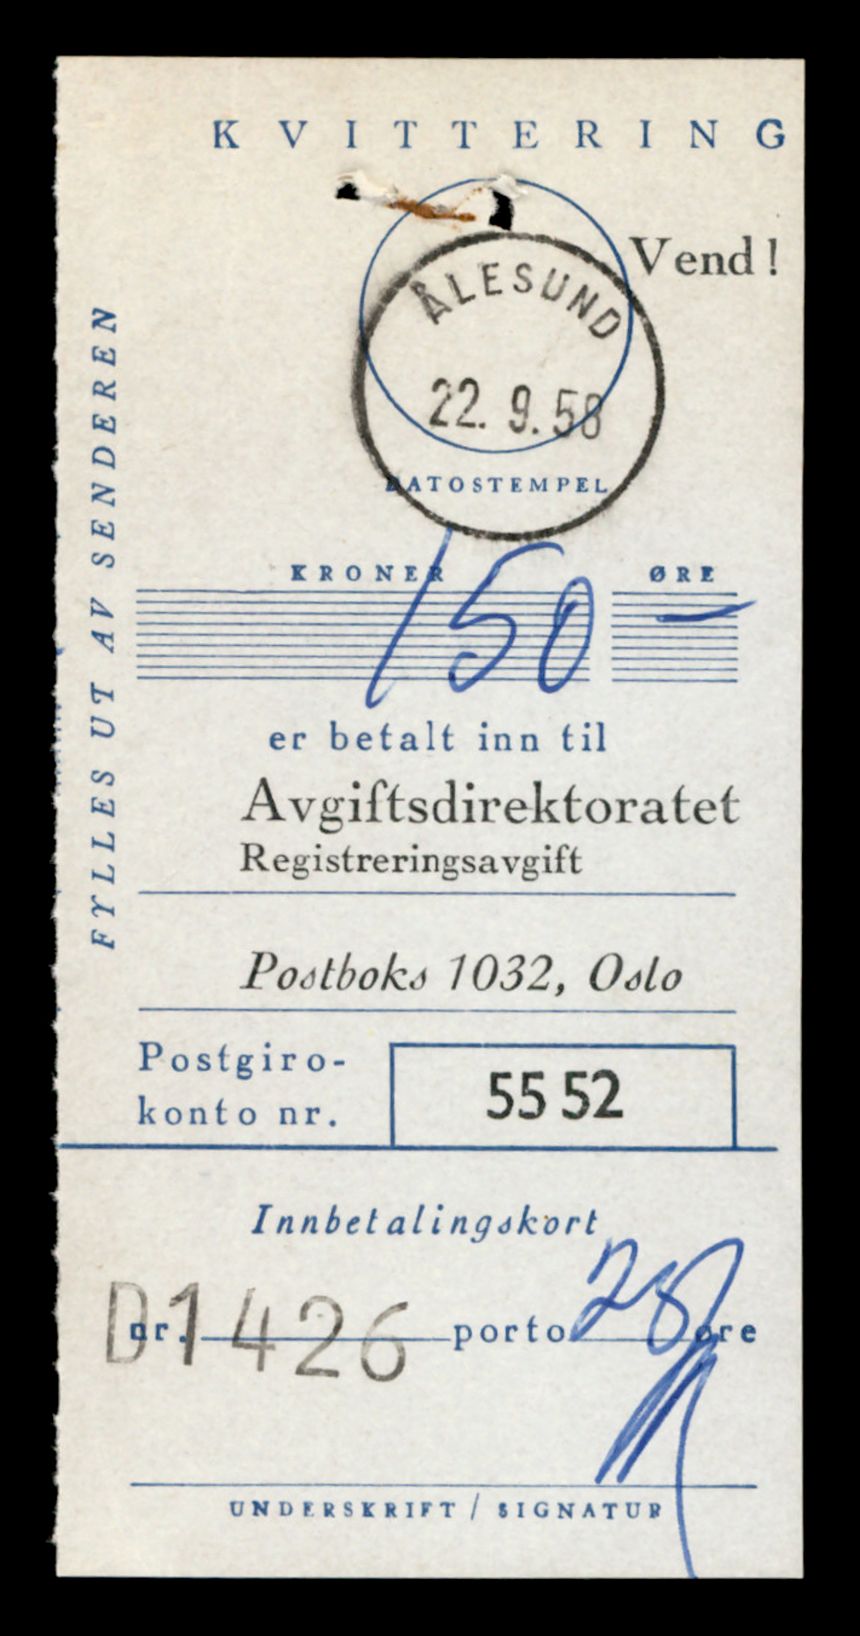 KVITTERING
Vend!
ÅLESUND
22. 9. 58
DATOSTEMPEL
FYLLES UT AV SENDEREN
KRONER ØRE
150 —
er betalt inn til
Avgiftsdirektoratet
Registreringsavgift
Postboks 1032, Oslo
Postgiro-
konto nr. 55 52
Innbetalingskort
nr. D1426 porto øre
UNDERSKRIFT / SIGNATUR